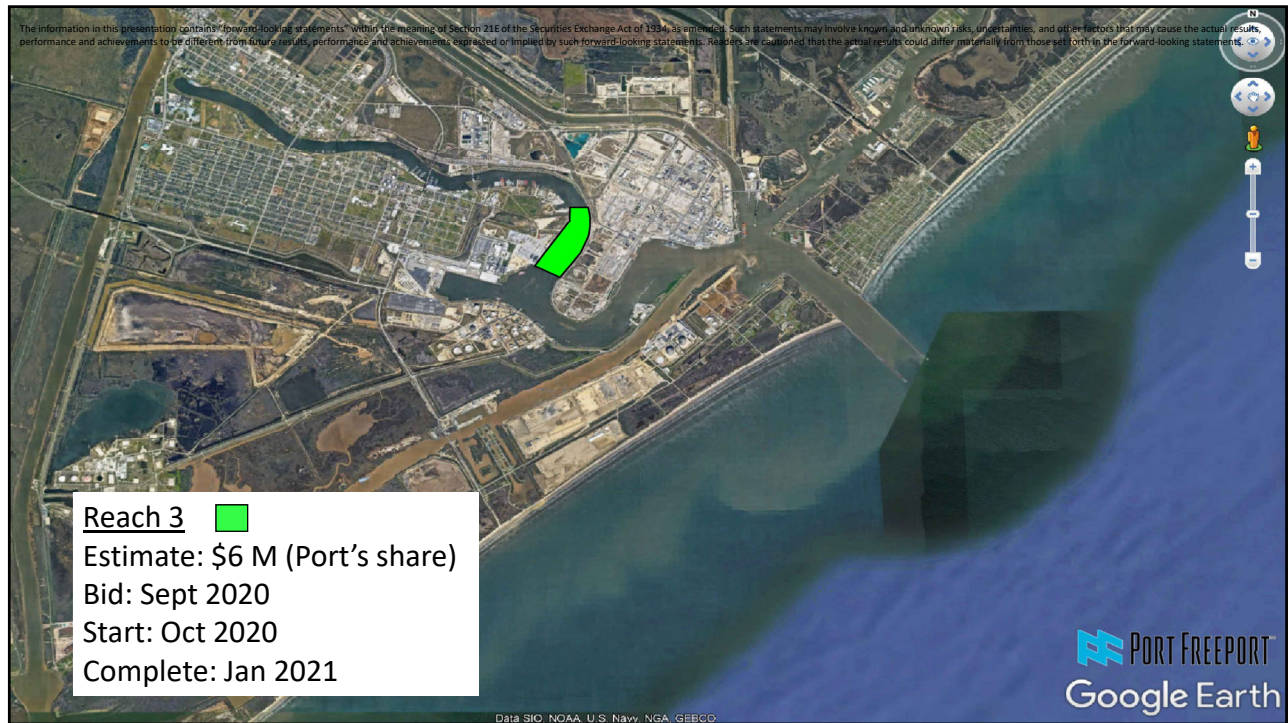 The information in this presentation contains "forward-looking statements" within the meaning of Section 21E of the Securities Exchange Act of 1934, as amended. Such statements may involve known and unknown risks, uncertainties, and other factors that may cause the actual results,
performance and achievements to be different from future results, performance and achievements expressed or implied by such forward-looking statements. Readers are cautioned that the actual results could differ materially from those set forth in the forward-looking statements.
N
Reach 3
Estimate: $6 M (Port’s share)
Bid: Sept 2020
Start: Oct 2020
Complete: Jan 2021
PORT FREEPORT
Google Earth
Data SIO, NOAA, U.S. Navy, NGA, GEBCO